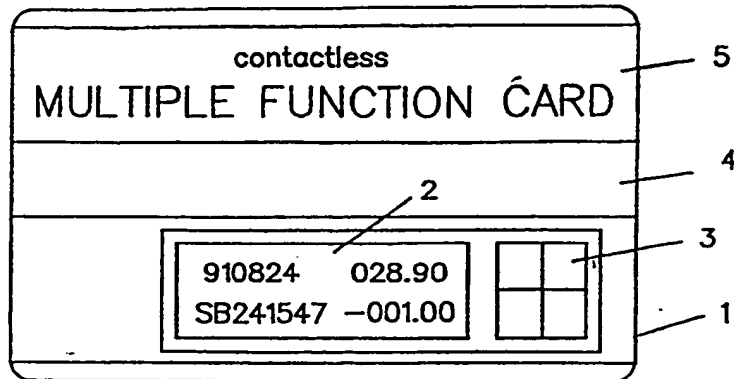 contactless
MULTIPLE FUNCTION CARD
5
4
2
3
910824 028.90
SB241547 -001.00
1